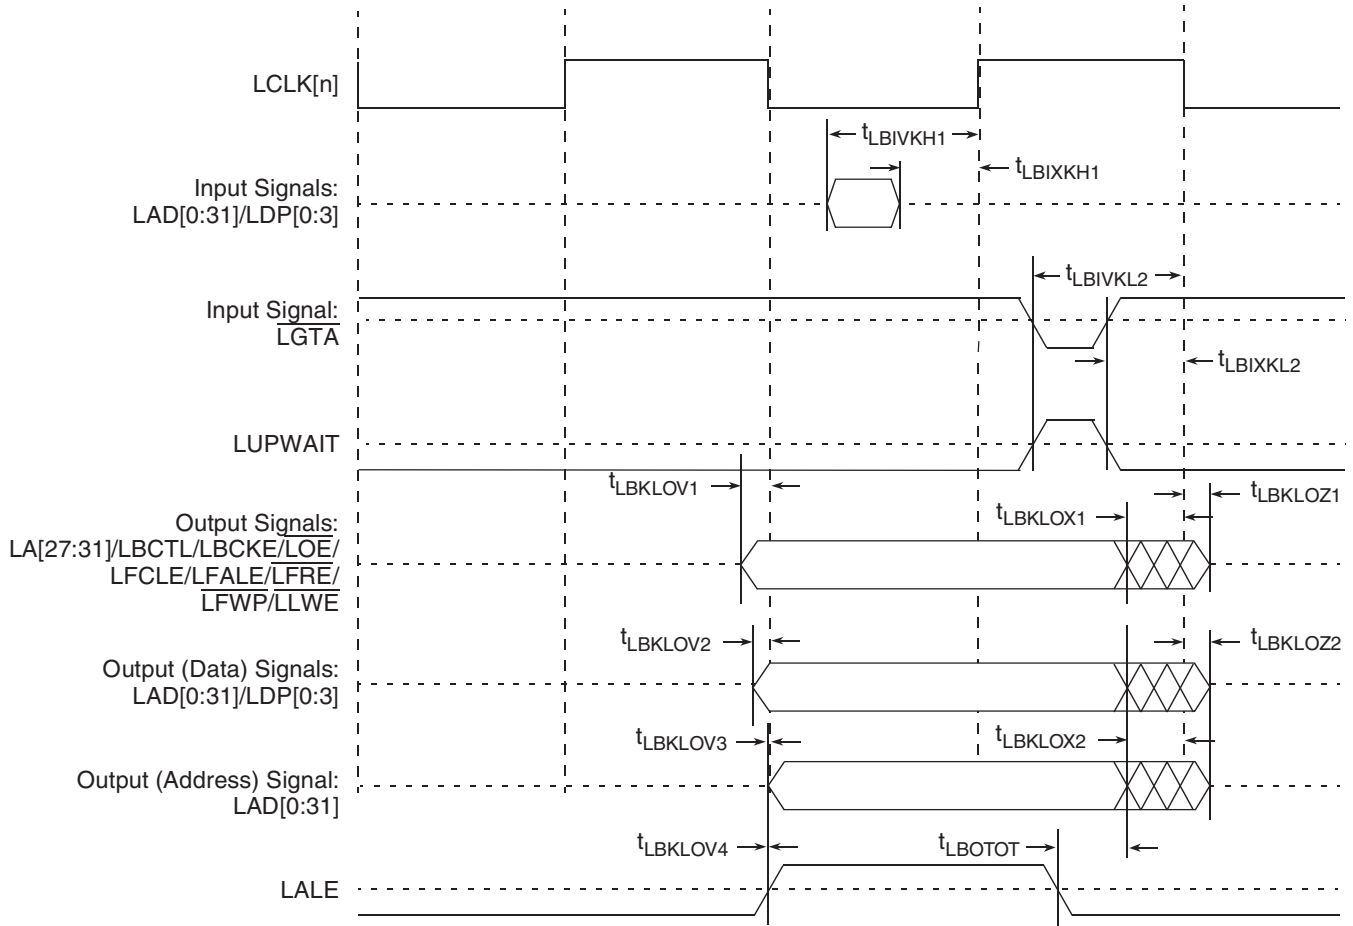 LCLK[n]
tLBIVKH1
tLBIXKH1
Input Signals:
LAD[0:31]/LDP[0:3]
tLBIVKL2
Input Signal:
LGTA
tLBIXKL2
LUPWAIT
tLBKLOV1
tLBKLOZ1
tLBKLOX1
Output Signals:
LA[27:31]/LBCTL/LBCKE/LOE/
LFCLE/LFALE/LFRE/
LFWP/LLWE
tLBKLOV2
tLBKLOZ2
Output (Data) Signals:
LAD[0:31]/LDP[0:3]
tLBKLOV3
tLBKLOX2
Output (Address) Signal:
LAD[0:31]
tLBKLOV4
tLBOTOT
LALE